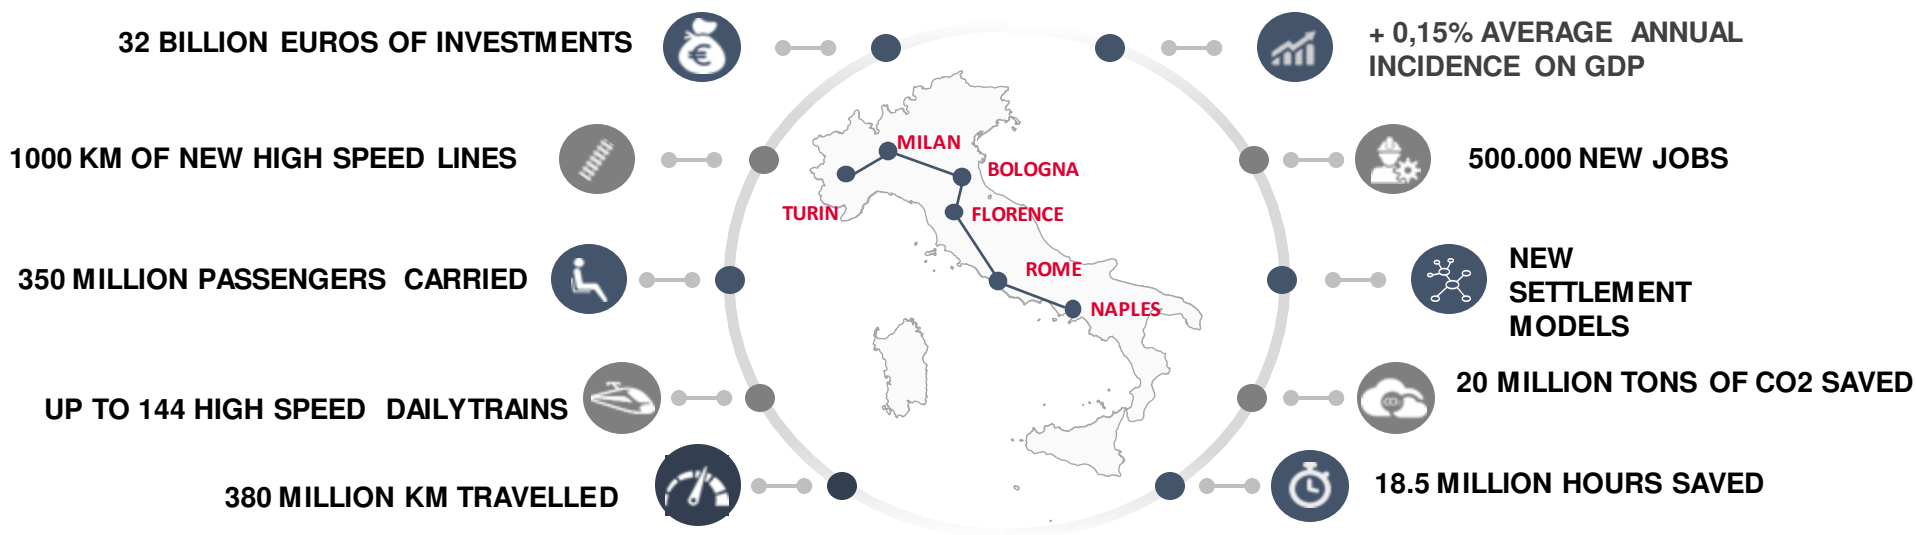 32 BILLION EUROS OF INVESTMENTS
1000 KM OF NEW HIGH SPEED LINES
350 MILLION PASSENGERS CARRIED
UP TO 144 HIGH SPEED DAILYTRAINS
380 MILLION KM TRAVELLED
MILAN
BOLOGNA
TURIN
FLORENCE
ROME
NAPLES
+ 0,15% AVERAGE ANNUAL
INCIDENCE ON GDP
500.000 NEW JOBS
NEW
SETTLEMENT
MODELS
20 MILLION TONS OF CO2 SAVED
18.5 MILLION HOURS SAVED